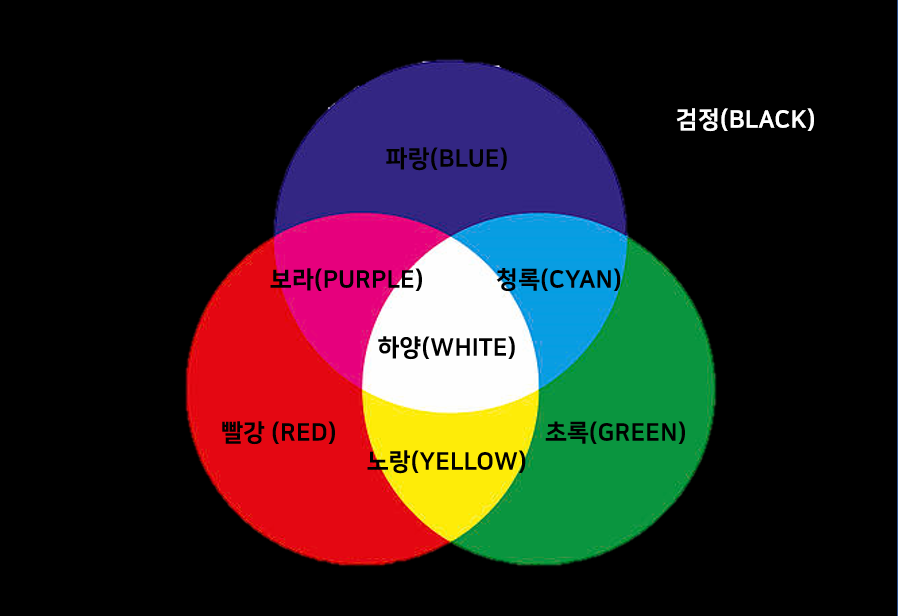 검정(BLACK)
파랑(BLUE)
보라(PURPLE)
청록(CYAN)
하양(WHITE)
빨강 (RED)
초록(GREEN)
노랑(YELLOW)